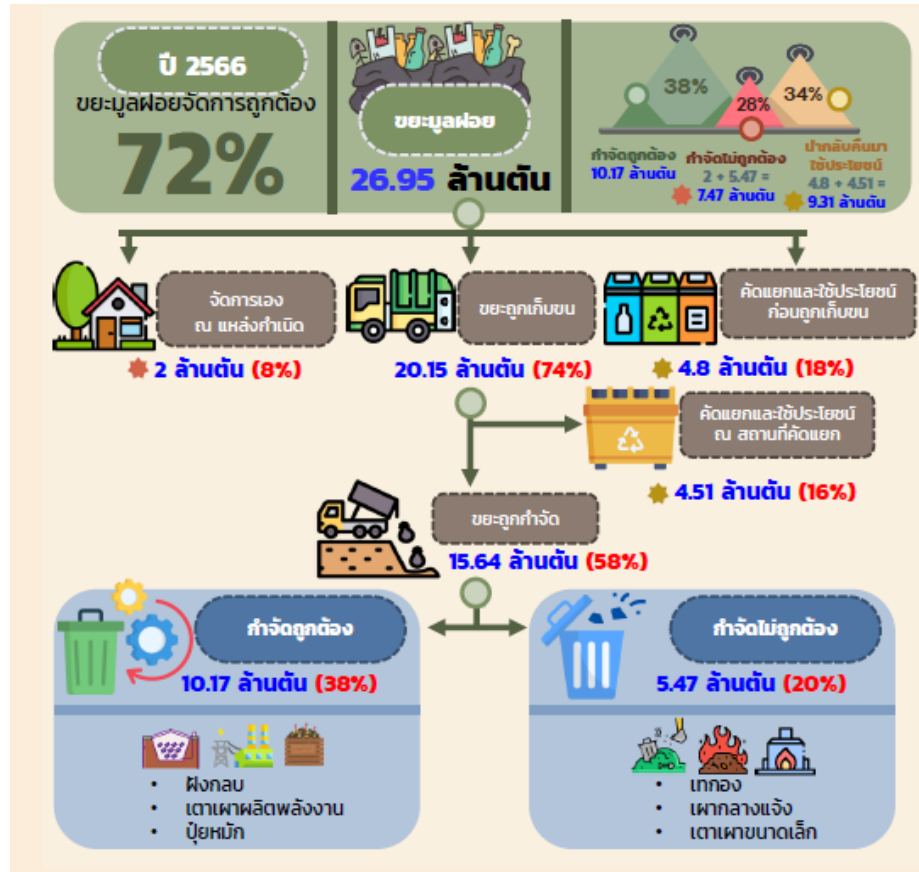 ปี 2566
ขยะมูลฝอยจัดการถูกต้อง
72%
ขยะมูลฝอย
26.95 ล้านตัน
38%
28%
34%
กำจัดถูกต้อง
10.17 ล้านตัน
กำจัดไม่ถูกต้อง
2 + 5.47 =
7.47 ล้านตัน
นำกลับคืนมา
ใช้ประโยชน์
4.8 + 4.51 =
9.31 ล้านตัน
จัดการเอง
ณ แหล่งกำเนิด
2 ล้านตัน (8%)
ขยะถูกเก็บขน
20.15 ล้านตัน (74%)
คัดแยกและใช้ประโยชน์
ก่อนถูกเก็บขน
4.8 ล้านตัน (18%)
คัดแยกและใช้ประโยชน์
ณ สถานที่คัดแยก
4.51 ล้านตัน (16%)
ขยะถูกกำจัด
15.64 ล้านตัน (58%)
กำจัดถูกต้อง
10.17 ล้านตัน (38%)
• ฝังกลบ
• เตาเผาผลิตพลังงาน
• ปุ๋ยหมัก
กำจัดไม่ถูกต้อง
5.47 ล้านตัน (20%)
• เทกอง
• เผากลางแจ้ง
• เตาเผาขนาดเล็ก